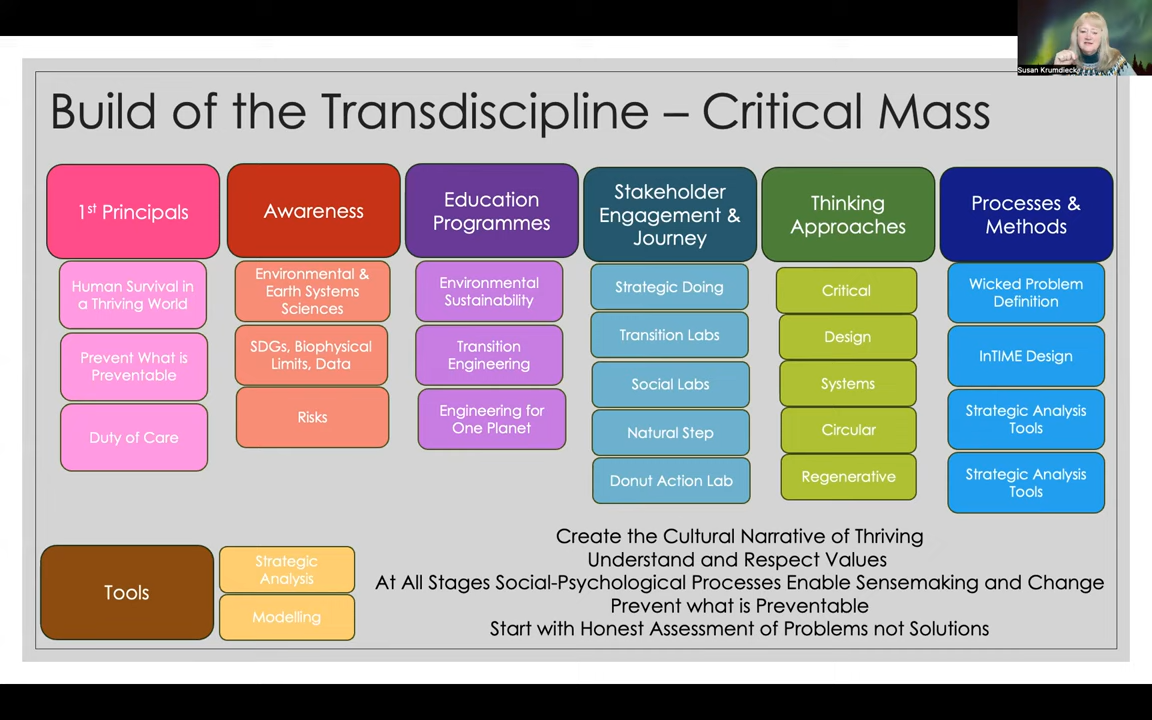 Susan Krumdieck
Build of the Transdiscipline – Critical Mass
1st Principals
Human Survival in
a Thriving World
Prevent What is
Preventable
Duty of Care
Awareness
Environmental &
Earth Systems
Sciences
SDGs, Biophysical
Limits, Data
Risks
Education
Programmes
Environmental
Sustainability
Transition
Engineering
Engineering for
One Planet
Stakeholder
Engagement &
Journey
Strategic Doing
Transition Labs
Social Labs
Natural Step
Donut Action Lab
Thinking
Approaches
Critical
Design
Systems
Circular
Regenerative
Processes &
Methods
Wicked Problem
Definition
InTIME Design
Strategic Analysis
Tools
Strategic Analysis
Tools
Tools
Strategic
Analysis
Modelling
Create the Cultural Narrative of Thriving
Understand and Respect Values
At All Stages Social-Psychological Processes Enable Sensemaking and Change
Prevent what is Preventable
Start with Honest Assessment of Problems not Solutions